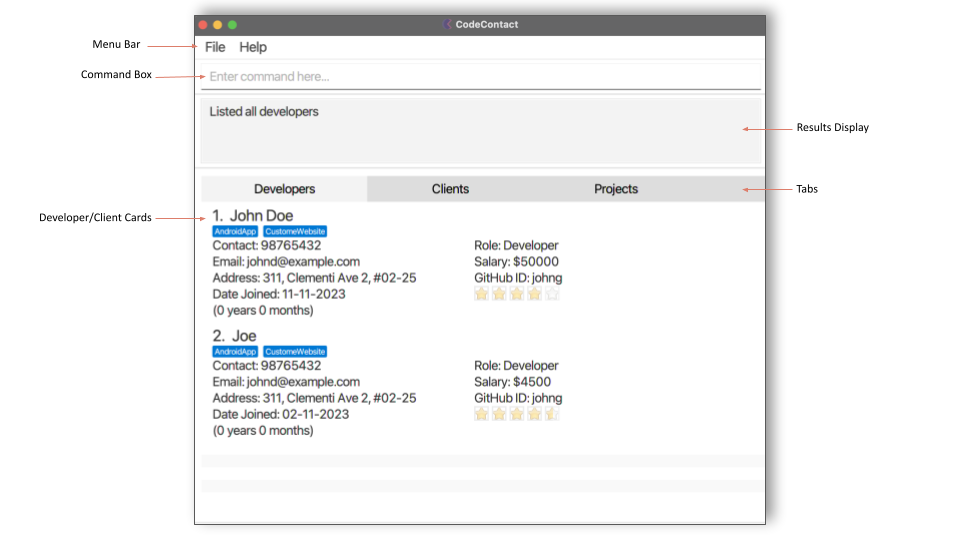 CodeContact
Menu Bar
File Help
Command Box
Enter command here...
Listed all developers
Results Display
Developers Clients Projects
Tabs
Developer/Client Cards
1. John Doe
AndroidApp CustomeWebsite
Contact: 98765432
Role: Developer
Email: johnd@example.com
Salary: $50000
Address: 311, Clementi Ave 2, #02-25
GitHub ID: johng
Date Joined: 11-11-2023
(0 years 0 months)
2. Joe
AndroidApp CustomeWebsite
Contact: 98765432
Role: Developer
Email: johnd@example.com
Salary: $4500
Address: 311, Clementi Ave 2, #02-25
GitHub ID: johng
Date Joined: 02-11-2023
(0 years 0 months)